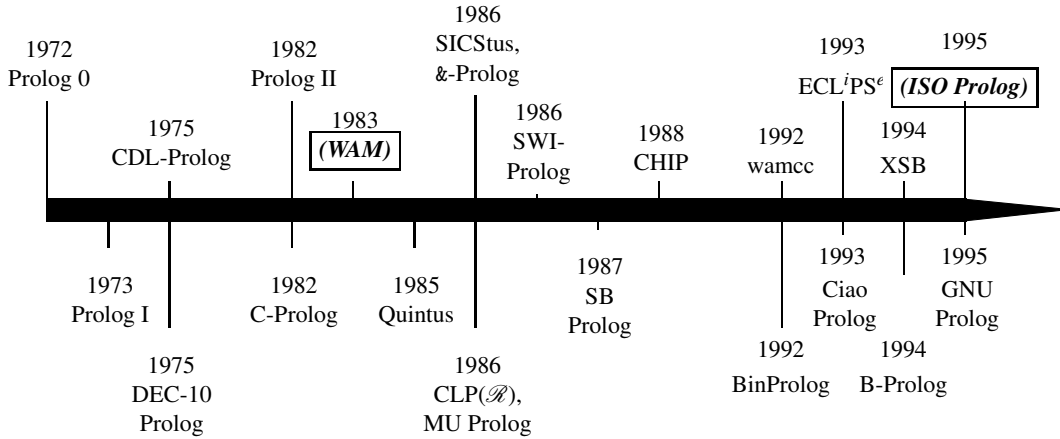 1972
Prolog 0
1975
CDL-Prolog
1982
Prolog II
1983
(WAM)
1986
SICStus,
&-Prolog
1986
SWI-
Prolog
1988
CHIP
1992
wamcc
1993
ECLⁱPSᵉ
1994
XSB
1995
(ISO Prolog)
1973
Prolog I
1975
DEC-10
Prolog
1982
C-Prolog
1985
Quintus
1986
CLP(ℛ),
MU Prolog
1987
SB
Prolog
1992
BinProlog
1993
Ciao
Prolog
1994
B-Prolog
1995
GNU
Prolog